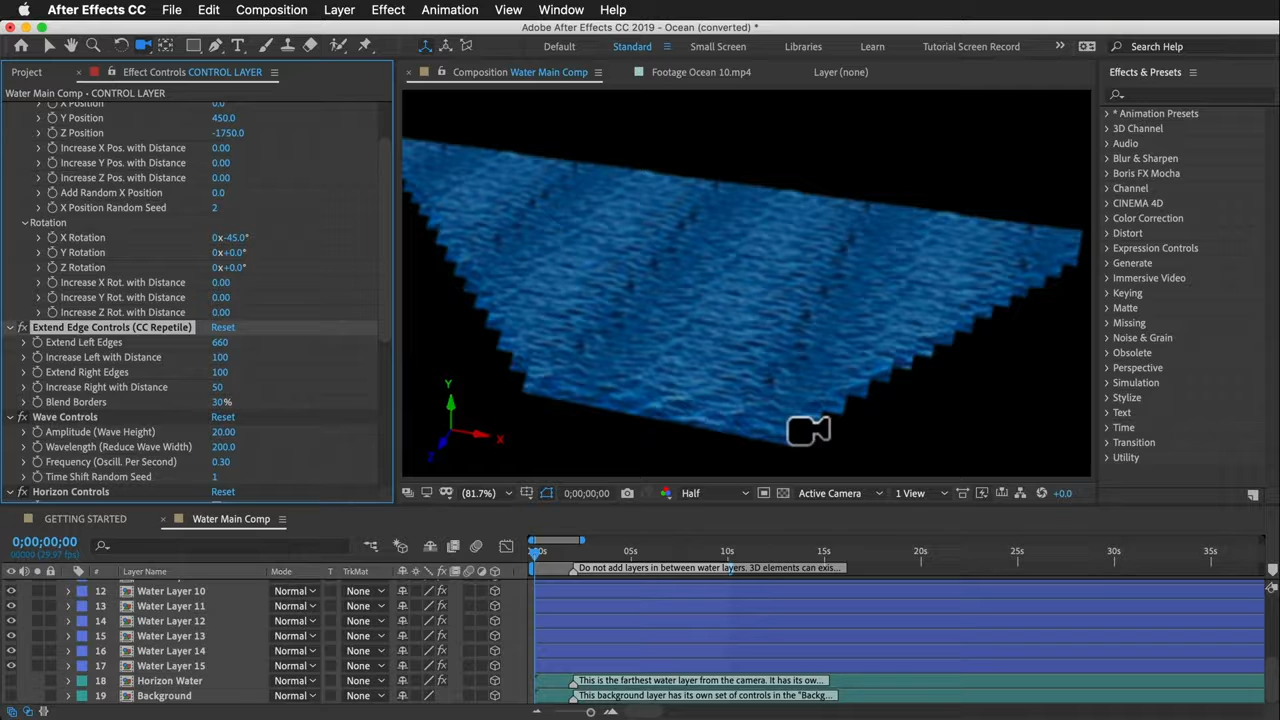 After Effects CC File Edit Composition Layer Effect Animation View Window Help
Adobe After Effects CC 2019 - Ocean (converted) *
Default Standard Small Screen Libraries Learn Tutorial Screen Record Search Help
Project Effect Controls CONTROL LAYER
Composition Water Main Comp Footage Ocean 10.mp4 Layer (none)
Effects & Presets
Water Main Comp • CONTROL LAYER
X Position 0.0
Y Position 450.0
Z Position -1750.0
Increase X Pos. with Distance 0.00
Increase Y Pos. with Distance 0.00
Increase Z Pos. with Distance 0.00
Add Random X Position 0.0
X Position Random Seed 2
Rotation
X Rotation 0x-45.0°
Y Rotation 0x+0.0°
Z Rotation 0x+0.0°
Increase X Rot. with Distance 0.00
Increase Y Rot. with Distance 0.00
Increase Z Rot. with Distance 0.00
fx Extend Edge Controls (CC Repetile) Reset
Extend Left Edges 660
Increase Left with Distance 100
Extend Right Edges 100
Increase Right with Distance 50
Blend Borders 30%
fx Wave Controls Reset
Amplitude (Wave Height) 20.00
Wavelength (Reduce Wave Width) 200.0
Frequency (Oscill. Per Second) 0.30
Time Shift Random Seed 1
fx Horizon Controls Reset
Y
X
Z
(81.7%) 0;00;00;00 Half Active Camera 1 View +0.0
* Animation Presets
3D Channel
Audio
Blur & Sharpen
Boris FX Mocha
Channel
CINEMA 4D
Color Correction
Distort
Expression Controls
Generate
Immersive Video
Keying
Matte
Missing
Noise & Grain
Obsolete
Perspective
Simulation
Stylize
Text
Time
Transition
Utility
GETTING STARTED Water Main Comp
0;00;00;00
00000 (29.97 fps)
05s 10s 15s 20s 25s 30s 35s
# Layer Name Mode T TrkMat
Do not add layers in between water layers. 3D elements can exis...
12 Water Layer 10 Normal None
13 Water Layer 11 Normal None
14 Water Layer 12 Normal None
15 Water Layer 13 Normal None
16 Water Layer 14 Normal None
17 Water Layer 15 Normal None
18 Horizon Water Normal None This is the farthest water layer from the camera. It has its ow...
19 Background Normal None This background layer has its own set of controls in the "Backg...